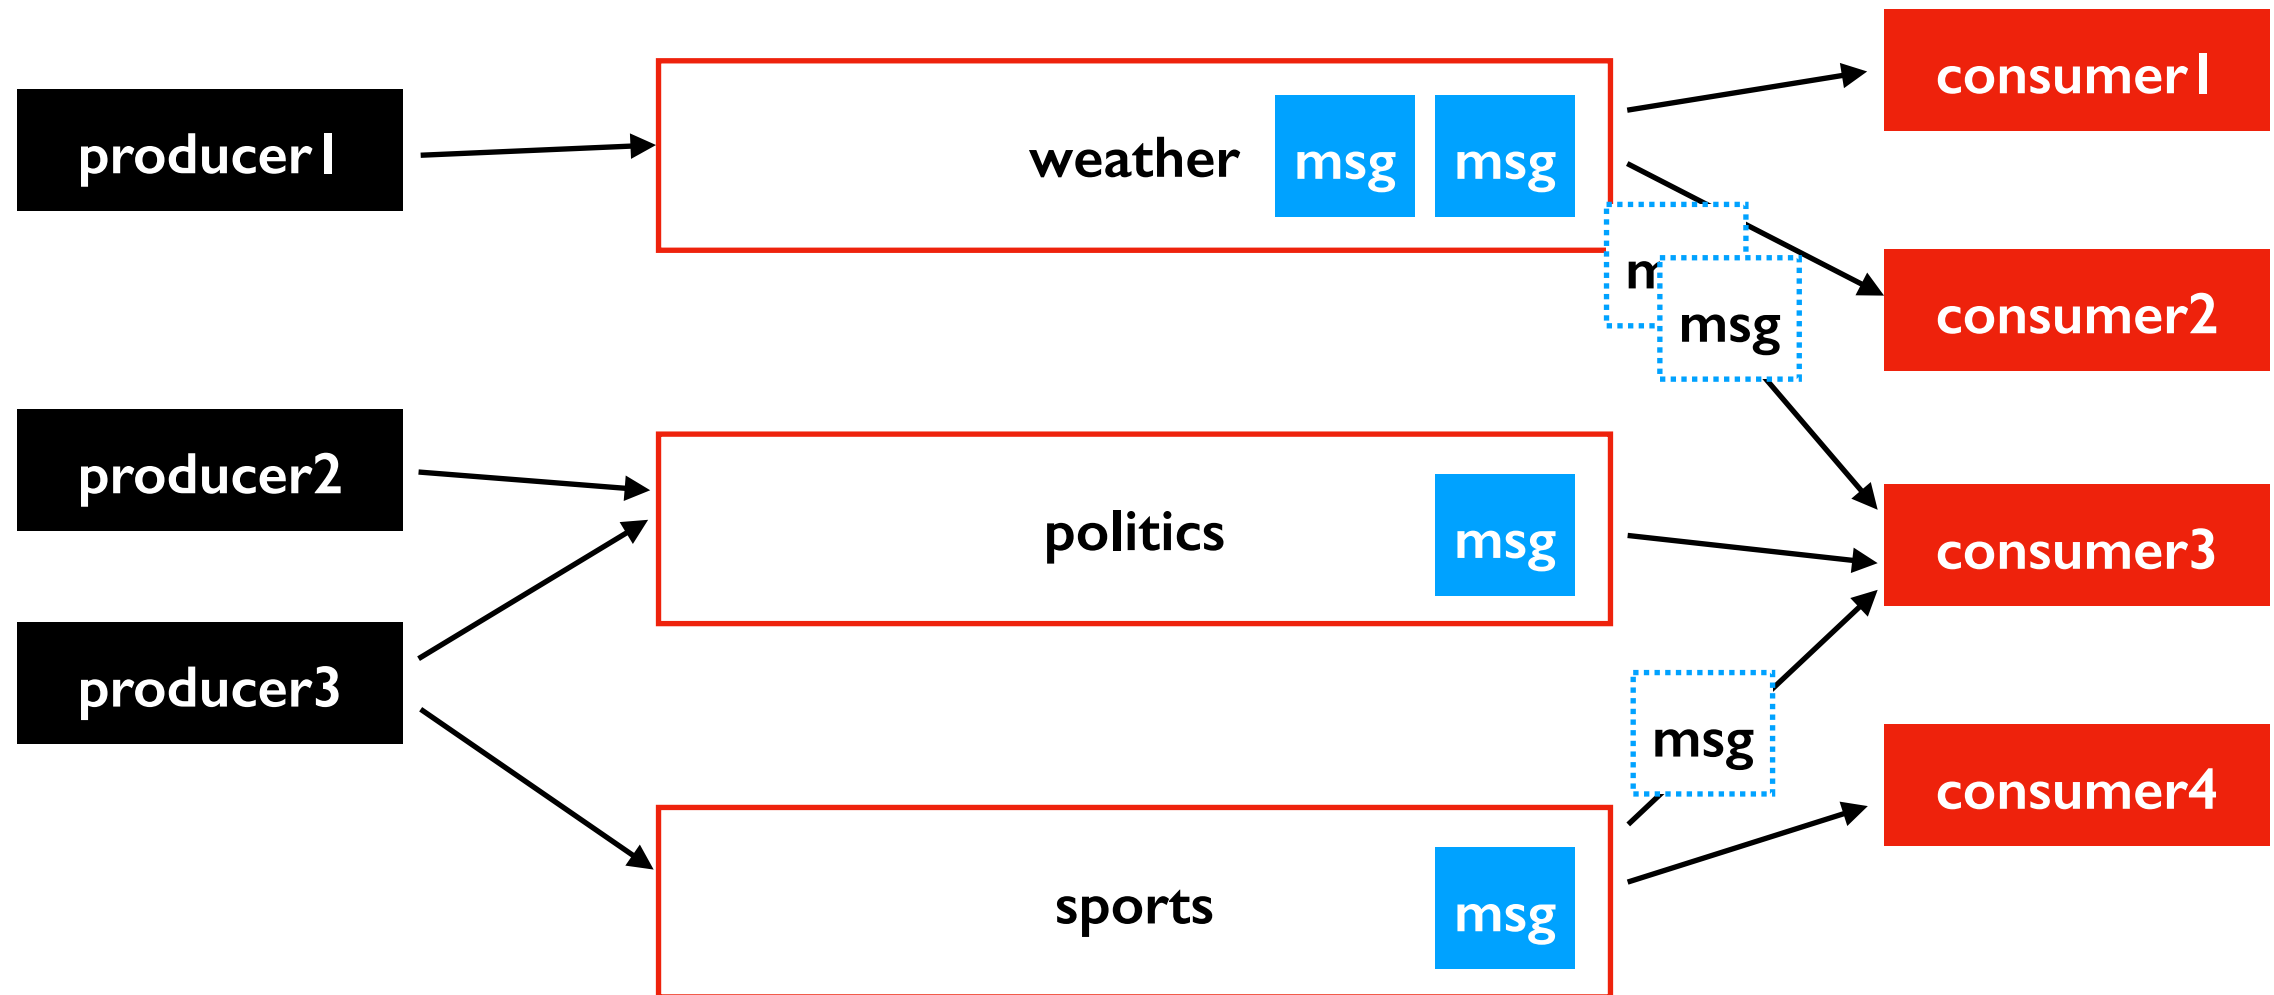 producer1
producer2
producer3
weather
msg
msg
politics
msg
sports
msg
msg
msg
consumer1
consumer2
consumer3
consumer4